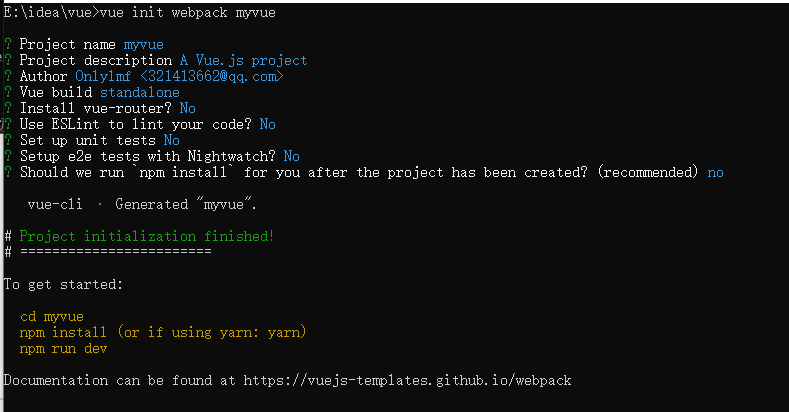 E:\idea\vue>vue init webpack myvue
? Project name myvue
? Project description A Vue.js project
? Author Onlylmf <321413662@qq.com>
? Vue build standalone
? Install vue-router? No
? Use ESLint to lint your code? No
? Set up unit tests No
? Setup e2e tests with Nightwatch? No
? Should we run `npm install` for you after the project has been created? (recommended) no
vue-cli · Generated "myvue".
# Project initialization finished!
# ========================
To get started:
cd myvue
npm install (or if using yarn: yarn)
npm run dev
Documentation can be found at https://vuejs-templates.github.io/webpack